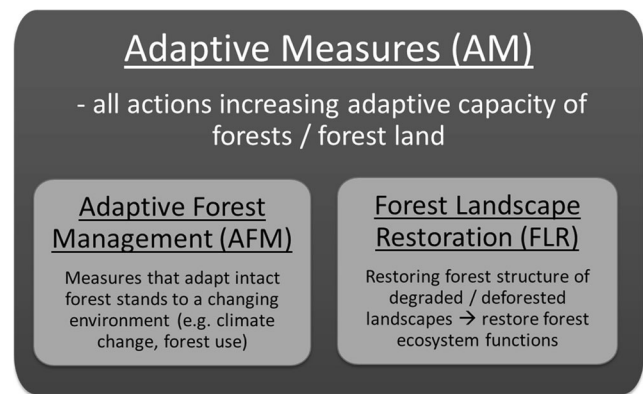 Adaptive Measures (AM)
- all actions increasing adaptive capacity of
forests / forest land
Adaptive Forest
Management (AFM)
Measures that adapt intact
forest stands to a changing
environment (e.g. climate
change, forest use)
Forest Landscape
Restoration (FLR)
Restoring forest structure of
degraded / deforested
landscapes → restore forest
ecosystem functions